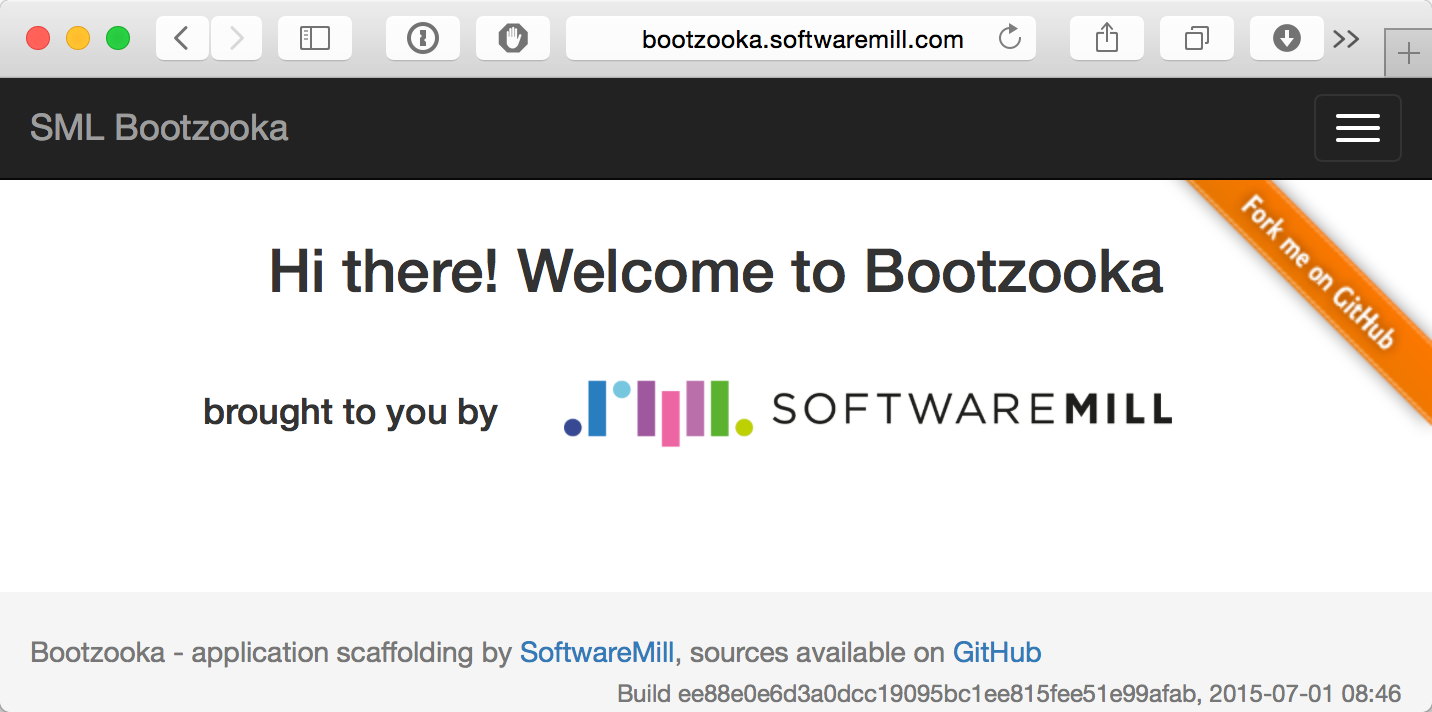 bootzooka.softwaremill.com
SML Bootzooka
Fork me on GitHub
Hi there! Welcome to Bootzooka
brought to you by SOFTWAREMILL
Bootzooka - application scaffolding by SoftwareMill, sources available on GitHub
Build ee88e0e6d3a0dcc19095bc1ee815fee51e99afab, 2015-07-01 08:46